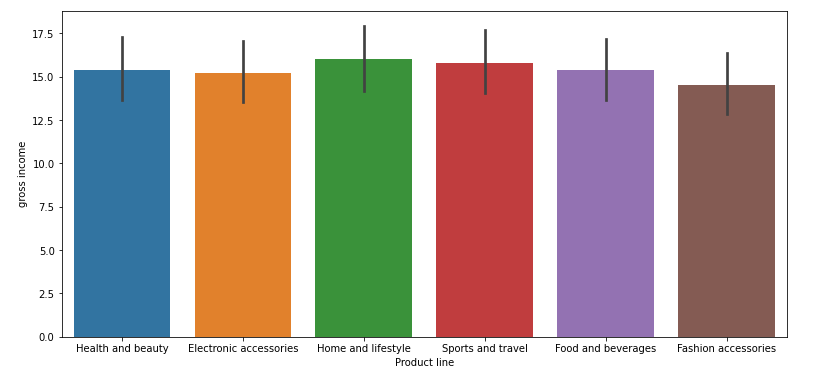 17.5
15.0
12.5
10.0
7.5
5.0
2.5
0.0
gross income
Health and beauty Electronic accessories Home and lifestyle Sports and travel Food and beverages Fashion accessories
Product line